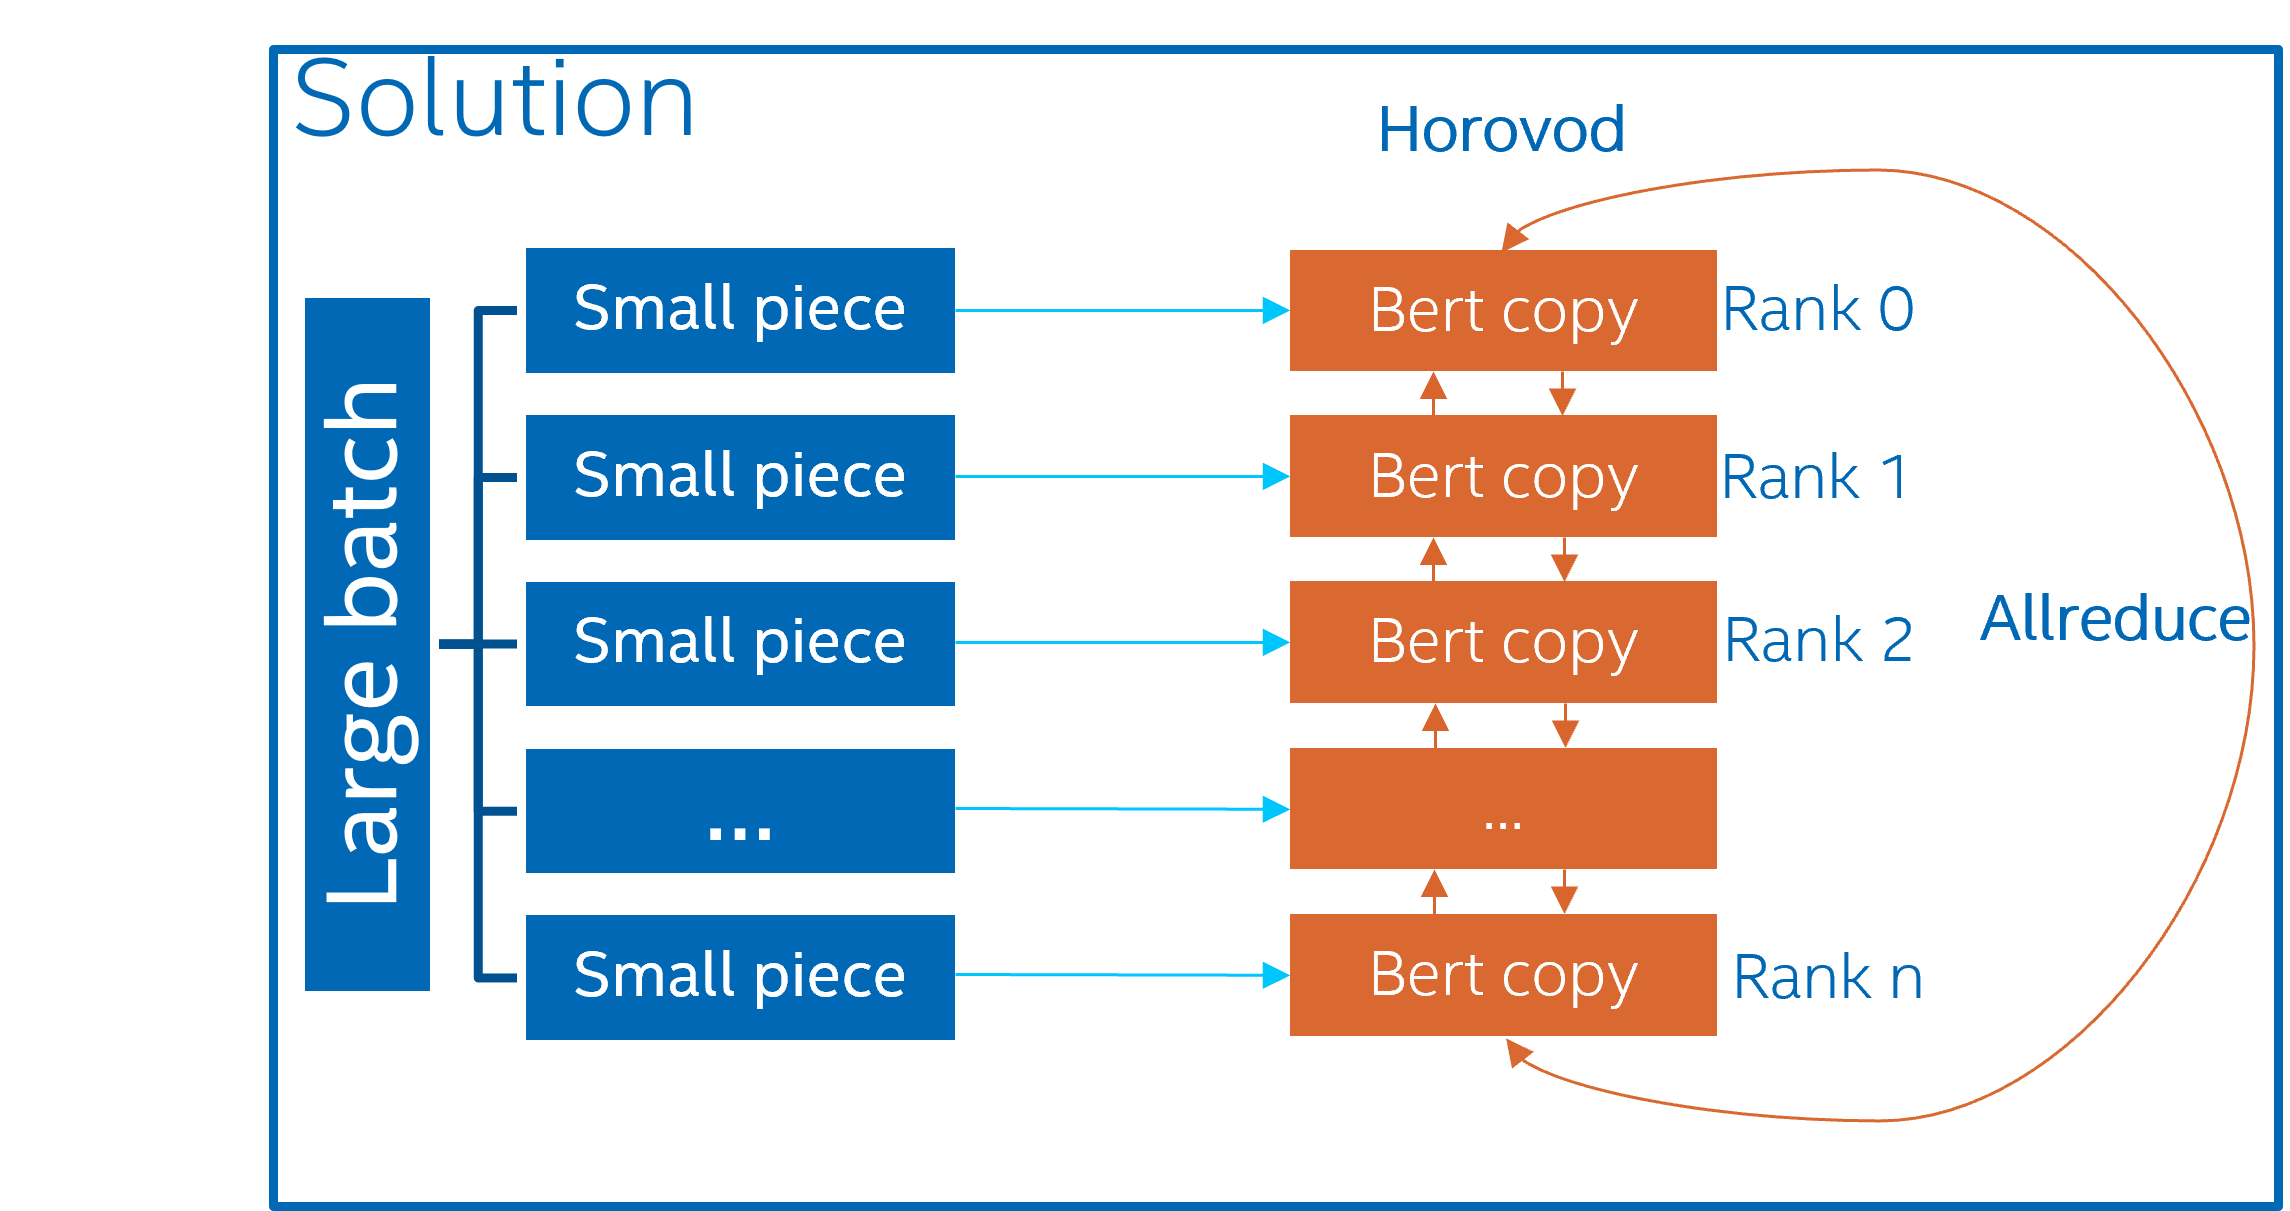 Solution
Horovod
Large batch
Small piece
Bert copy
Rank 0
Small piece
Bert copy
Rank 1
Small piece
Bert copy
Rank 2
Allreduce
...
...
Small piece
Bert copy
Rank n